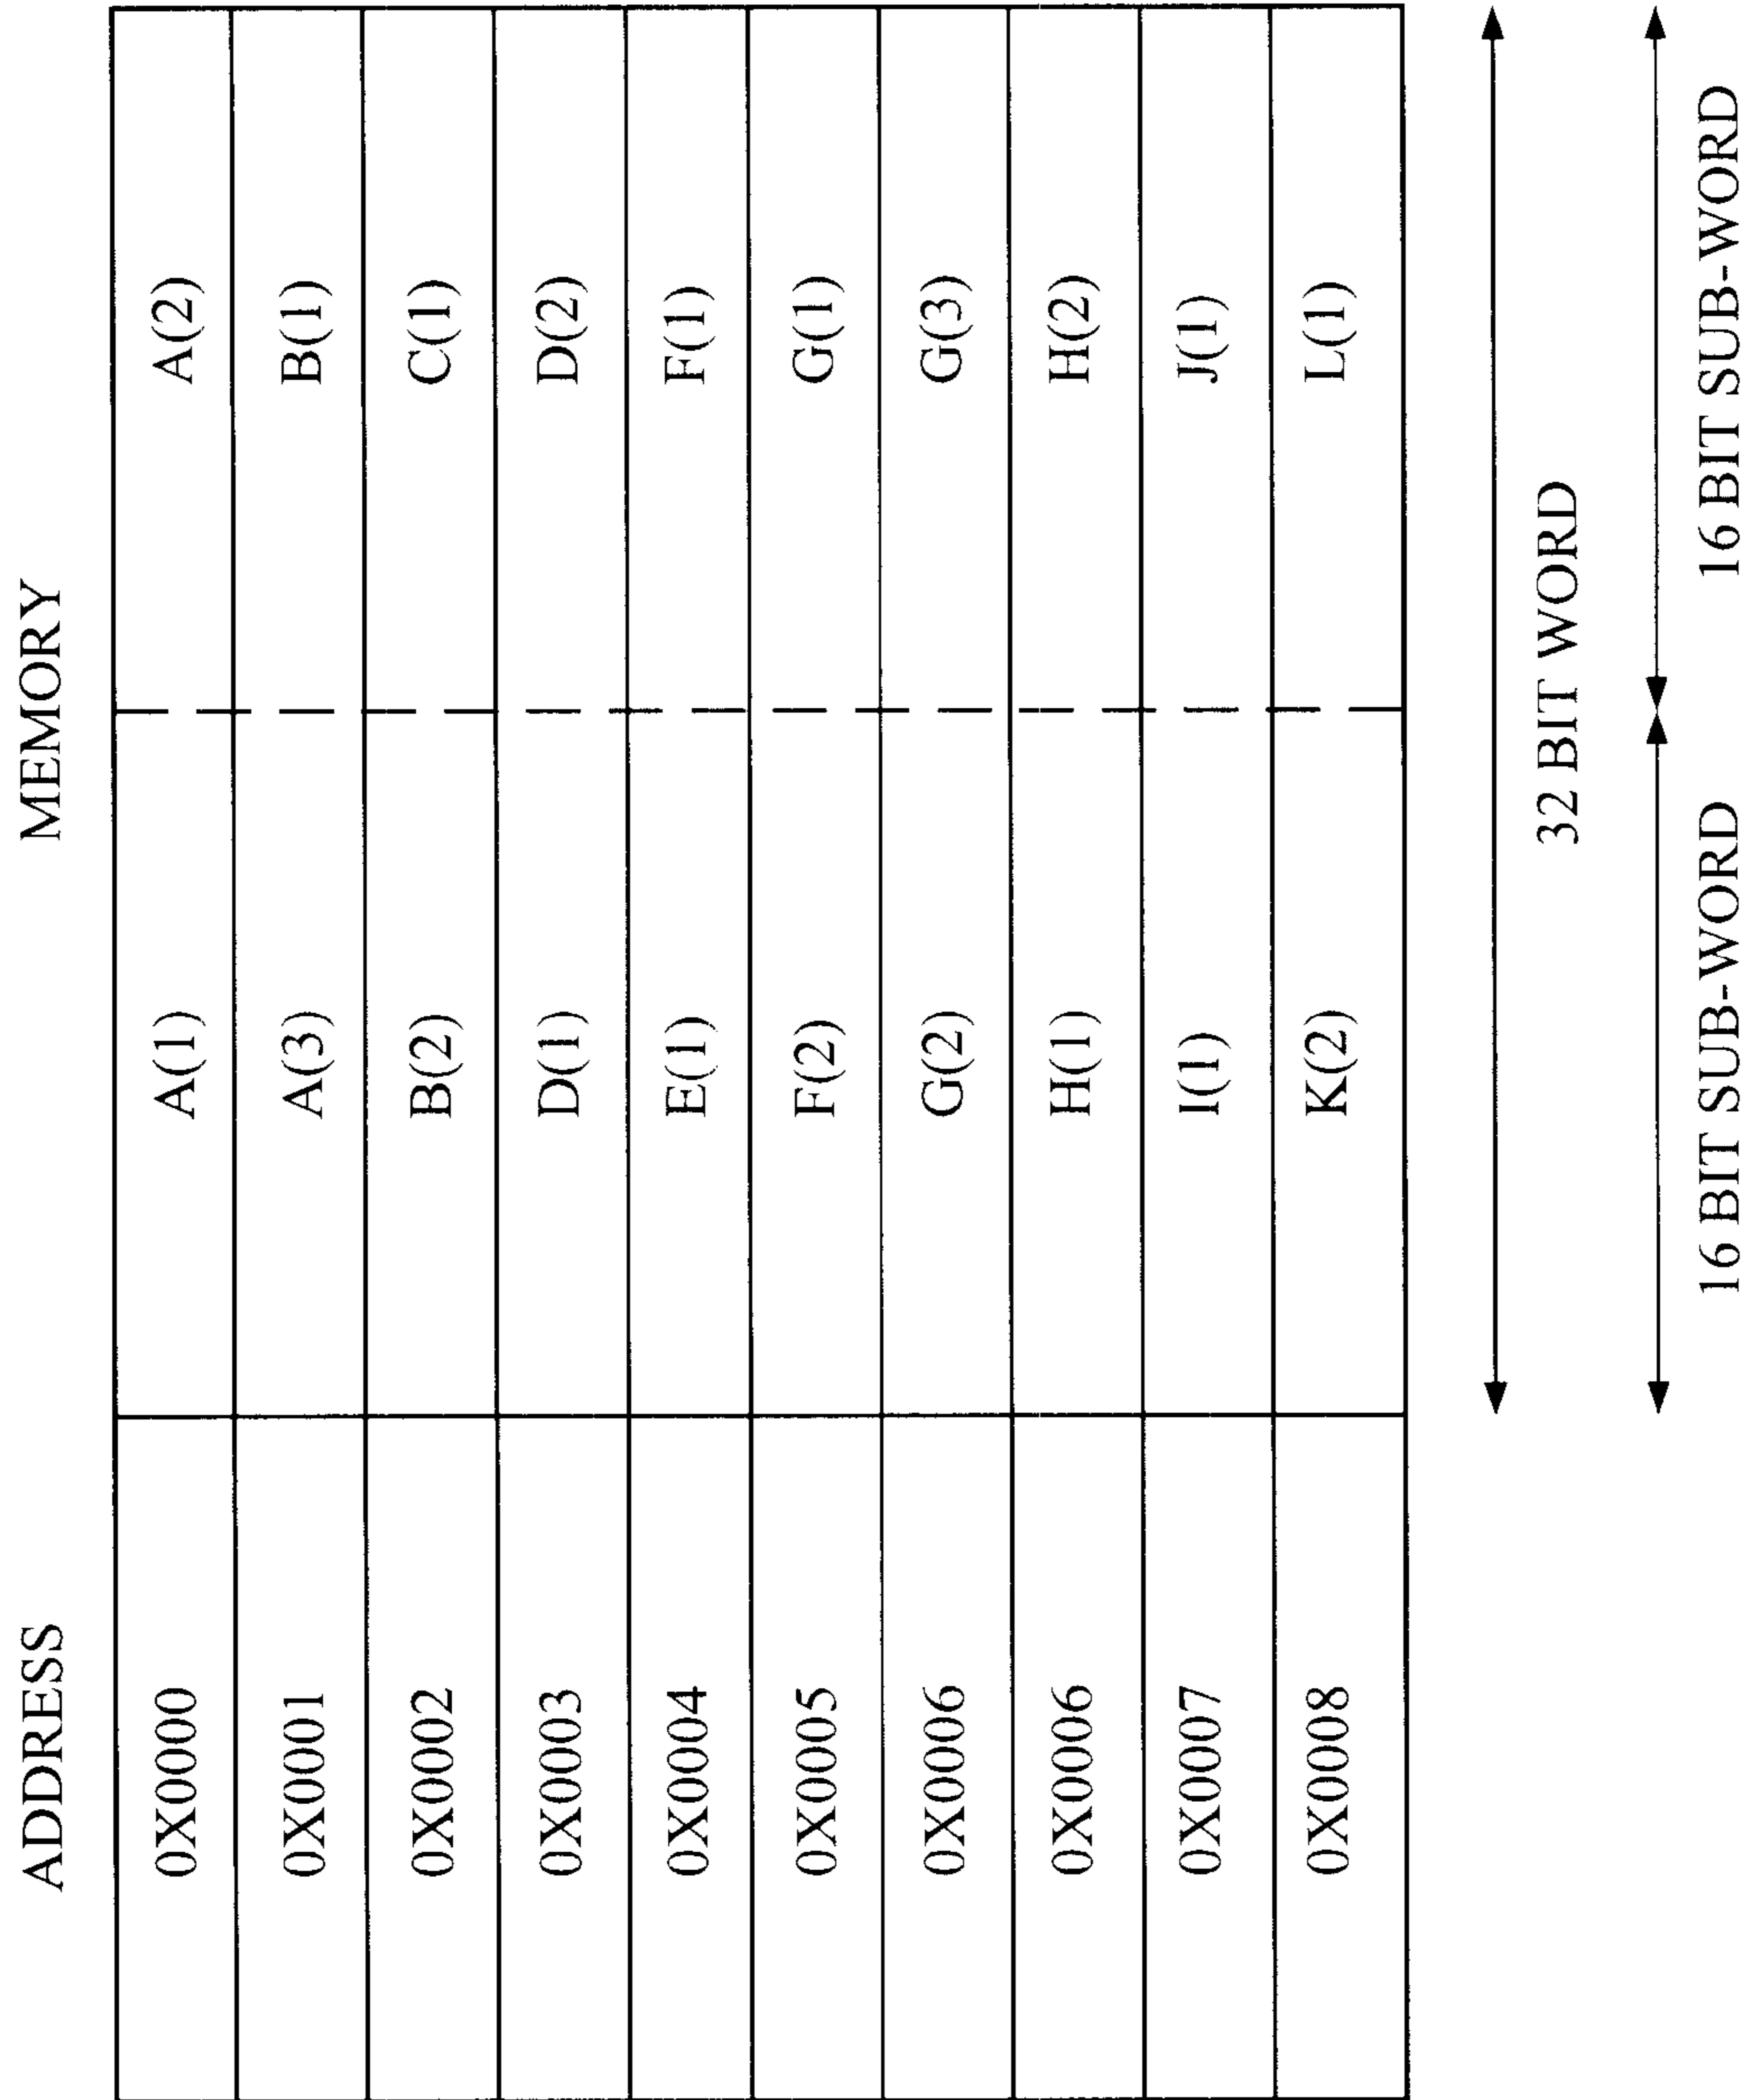 ADDRESS MEMORY
0X0000 A(1) A(2)
0X0001 A(3) B(1)
0X0002 B(2) C(1)
0X0003 D(1) D(2)
0X0004 E(1) F(1)
0X0005 F(2) G(1)
0X0006 G(2) G(3)
0X0006 H(1) H(2)
0X0007 I(1) J(1)
0X0008 K(2) L(1)
32 BIT WORD
16 BIT SUB-WORD 16 BIT SUB-WORD